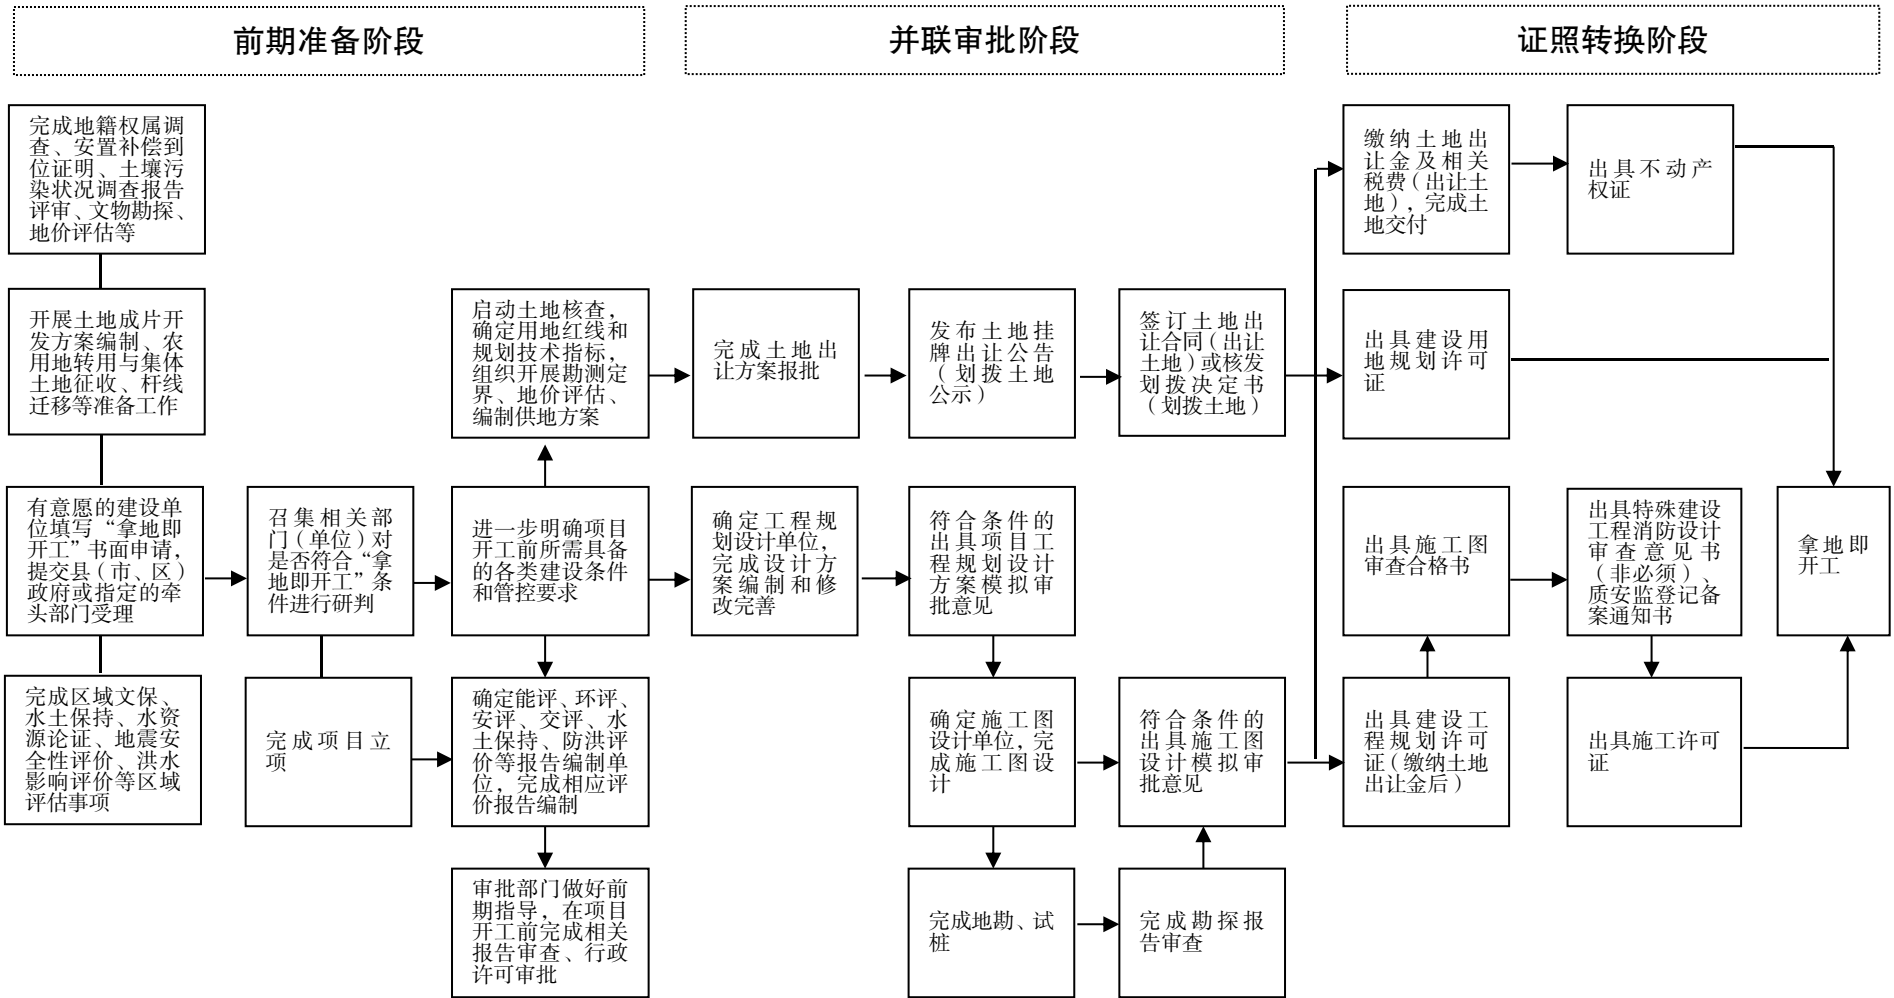 前期准备阶段
并联审批阶段
证照转换阶段
完成地籍权属调
查、安置补偿到
位证明、土壤污
染状况调查报告
评审、文物勘探、
地价评估等
开展土地成片开
发方案编制、农
用地转用与集体
土地征收、杆线
迁移等准备工作
有意愿的建设单
位填写“拿地即
开工”书面申请，
提交县（市、区）
政府或指定的牵
头部门受理
完成区域文保、
水土保持、水资
源论证、地震安
全性评价、洪水
影响评价等区域
评估事项
召集相关部
门（单位）对
是否符合“拿
地即开工”条
件进行研判
完成项目立
项
启动土地核查，
确定用地红线和
规划技术指标，
组织开展勘测定
界、地价评估、
编制供地方案
进一步明确项目
开工前所需具备
的各类建设条件
和管控要求
确定能评、环评、
安评、交评、水
土保持、防洪评
价等报告编制单
位，完成相应评
价报告编制
审批部门做好前
期指导，在项目
开工前完成相关
报告审查、行政
许可审批
完成土地出
让方案报批
确定工程规
划设计单位，
完成设计方
案编制和修
改完善
发布土地挂
牌出让公告
（划拨土地
公示）
符合条件的
出具项目工
程规划设计
方案模拟审
批意见
确定施工图
设计单位，完
成施工图设
计
完成地勘、试
桩
签订土地出
让合同（出让
土地）或核发
划拨决定书
（划拨土地）
符合条件的
出具施工图
设计模拟审
批意见
完成勘探报
告审查
缴纳土地出
让金及相关
税费（出让土
地），完成土
地交付
出具不动产
权证
出具建设用
地规划许可
证
出具施工图
审查合格书
出具特殊建设
工程消防设计
审查意见书
（非必须）、
质安监登记备
案通知书
出具建设工
程规划许可
证（缴纳土地
出让金后）
出具施工许可
证
拿地即
开工